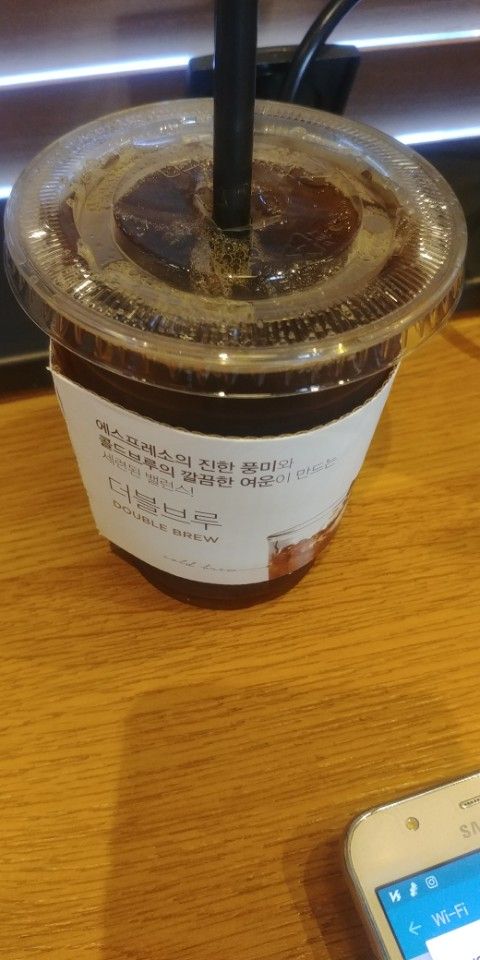 에스프레소의 진한 풍미와
콜드브루의 깔끔한 여운이 만드는
세련된 밸런스!
더블브루
DOUBLE BREW
cold brew
Wi-Fi